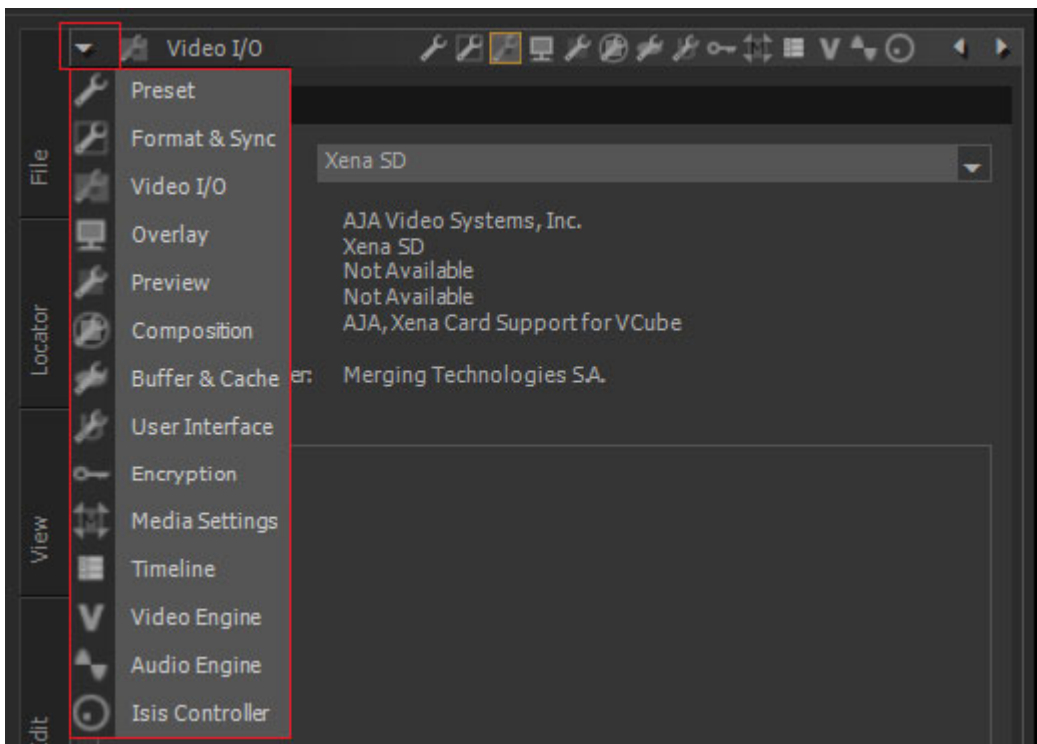 Video I/O
Preset
Format & Sync
Video I/O
Overlay
Preview
Composition
Buffer & Cache
User Interface
Encryption
Media Settings
Timeline
Video Engine
Audio Engine
Isis Controller
Xena SD
AJA Video Systems, Inc.
Xena SD
Not Available
Not Available
AJA, Xena Card Support for VCube
er: Merging Technologies S.A.
File
Locator
View
dit